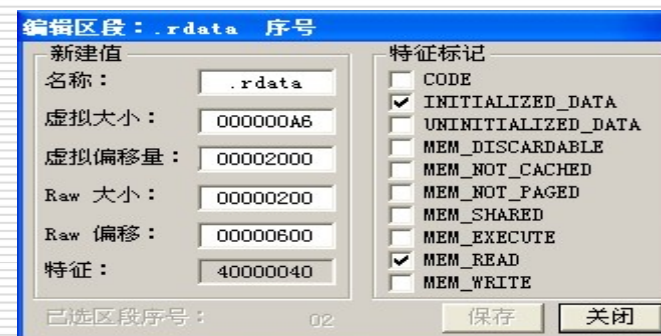 编辑区段：.rdata 序号
新建值
名称： .rdata
虚拟大小： 000000A6
虚拟偏移量： 00002000
Raw 大小： 00000200
Raw 偏移： 00000600
特征： 40000040
已选区段序号： 02
特征标记
CODE
INITIALIZED_DATA
UNINITIALIZED_DATA
MEM_DISCARDABLE
MEM_NOT_CACHED
MEM_NOT_PAGED
MEM_SHARED
MEM_EXECUTE
MEM_READ
MEM_WRITE
保存 关闭